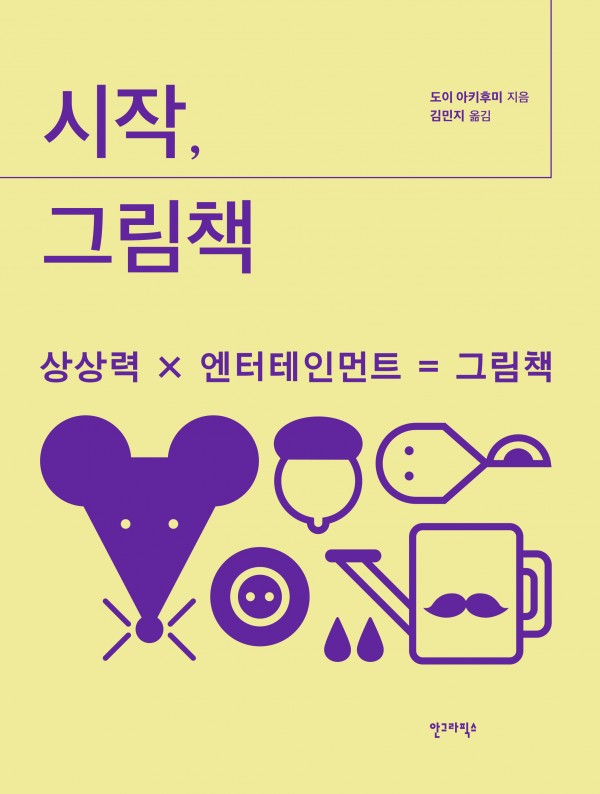 시작,
그림책
도이 아키후미 지음
김민지 옮김
상상력 × 엔터테인먼트 = 그림책
안그라픽스